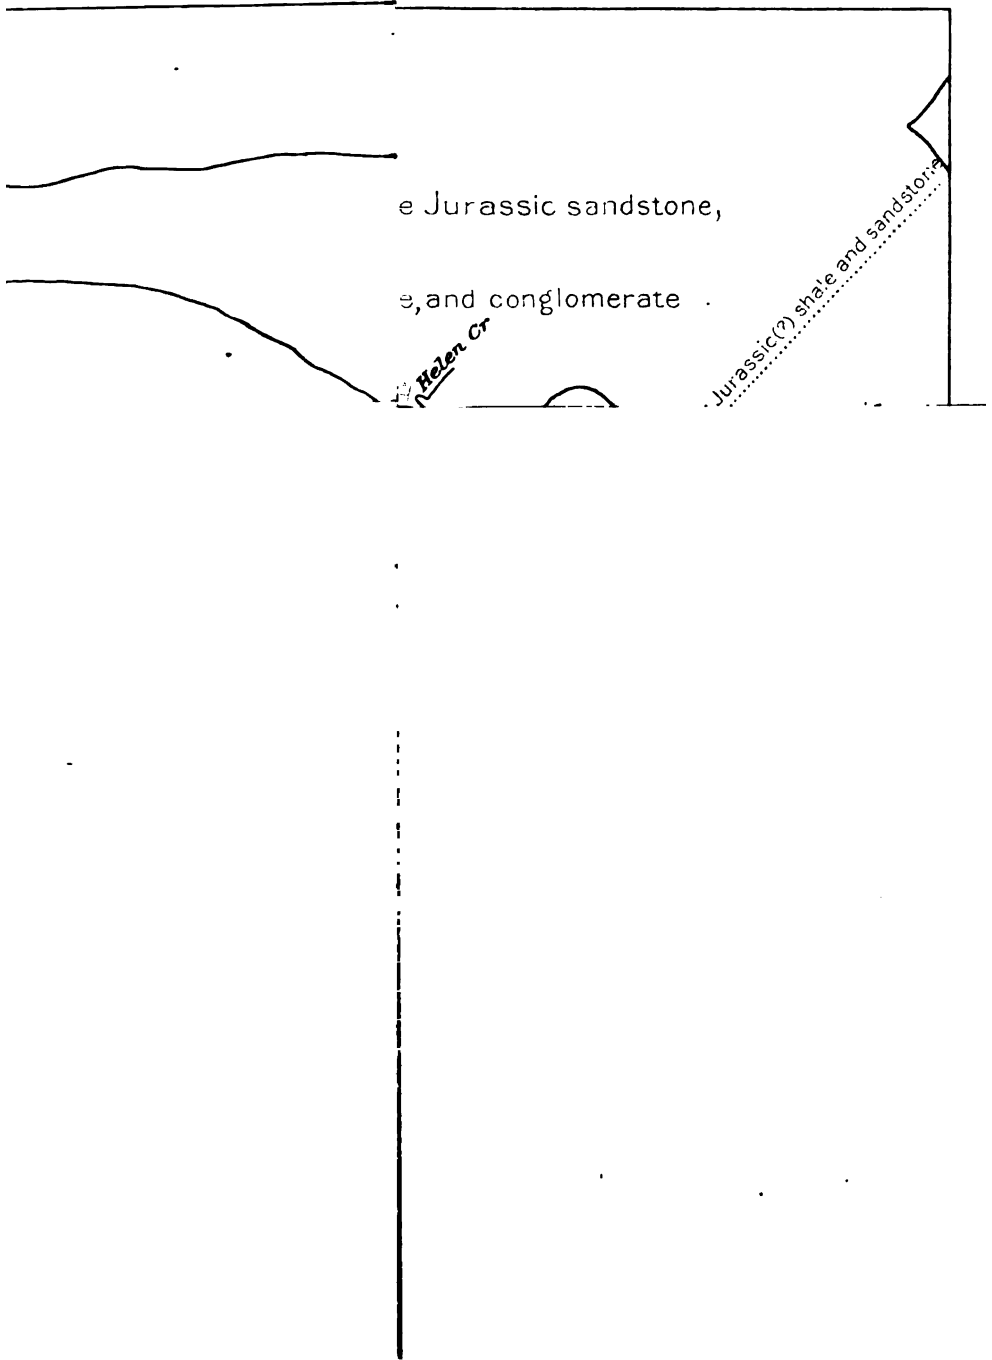 e Jurassic sandstone,
e, and conglomerate
Helen Cr
Jurassic(?) shale and sandstone